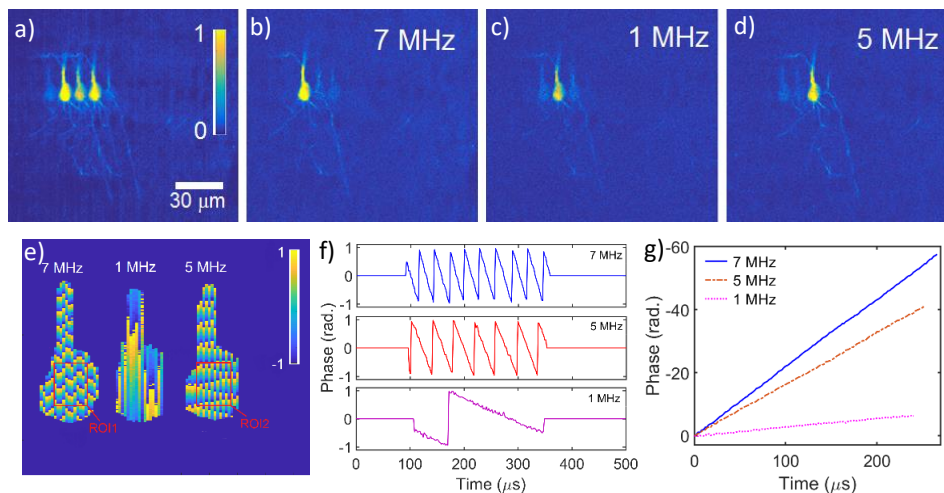 a)
1
0
30 μm
b)
7 MHz
c)
1 MHz
d)
5 MHz
e)
7 MHz
1 MHz
5 MHz
1
-1
ROI1
ROI2
f)
Phase (rad.)
1
0
-1
7 MHz
1
0
1
5 MHz
1
0
-1
1 MHz
0
100
200
300
400
500
Time (μs)
g)
Phase (rad.)
-60
-40
-20
0
7 MHz
5 MHz
1 MHz
0
100
200
Time (μs)